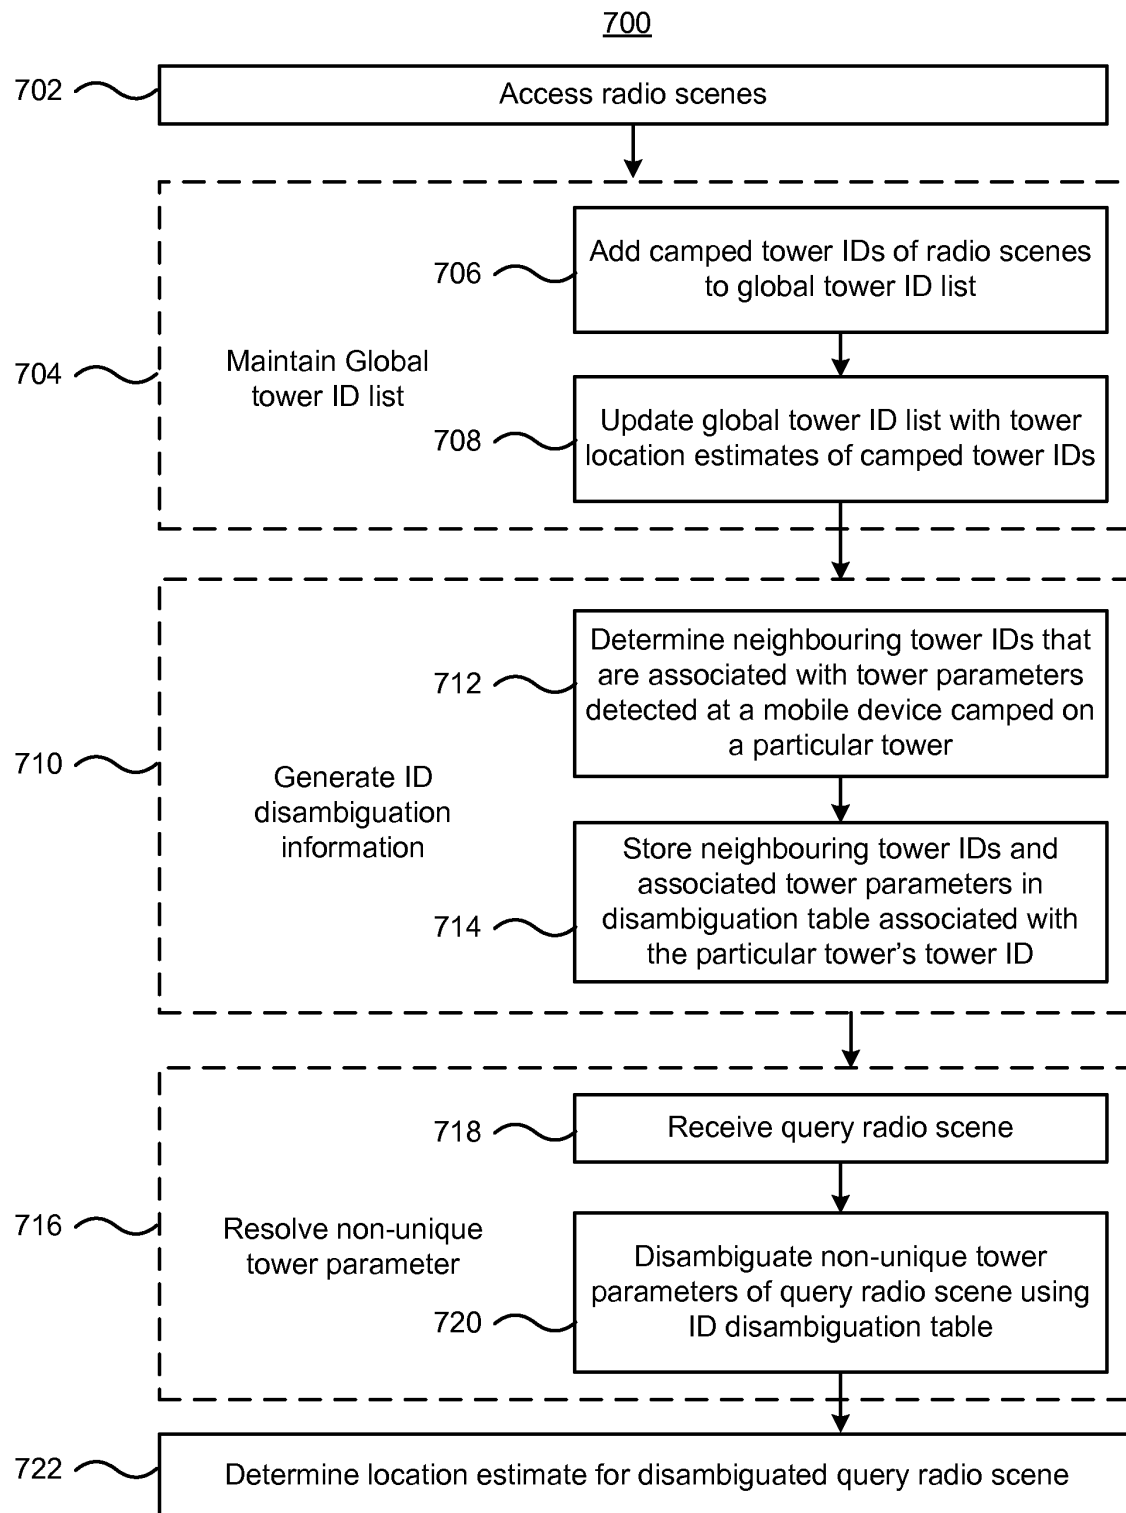 700
702
Access radio scenes
706
Add camped tower IDs of radio scenes
to global tower ID list
704
Maintain Global
tower ID list
708
Update global tower ID list with tower
location estimates of camped tower IDs
712
Determine neighbouring tower IDs that
are associated with tower parameters
detected at a mobile device camped on
a particular tower
710
Generate ID
disambiguation
information
714
Store neighbouring tower IDs and
associated tower parameters in
disambiguation table associated with
the particular tower’s tower ID
718
Receive query radio scene
716
Resolve non-unique
tower parameter
720
Disambiguate non-unique tower
parameters of query radio scene using
ID disambiguation table
722
Determine location estimate for disambiguated query radio scene